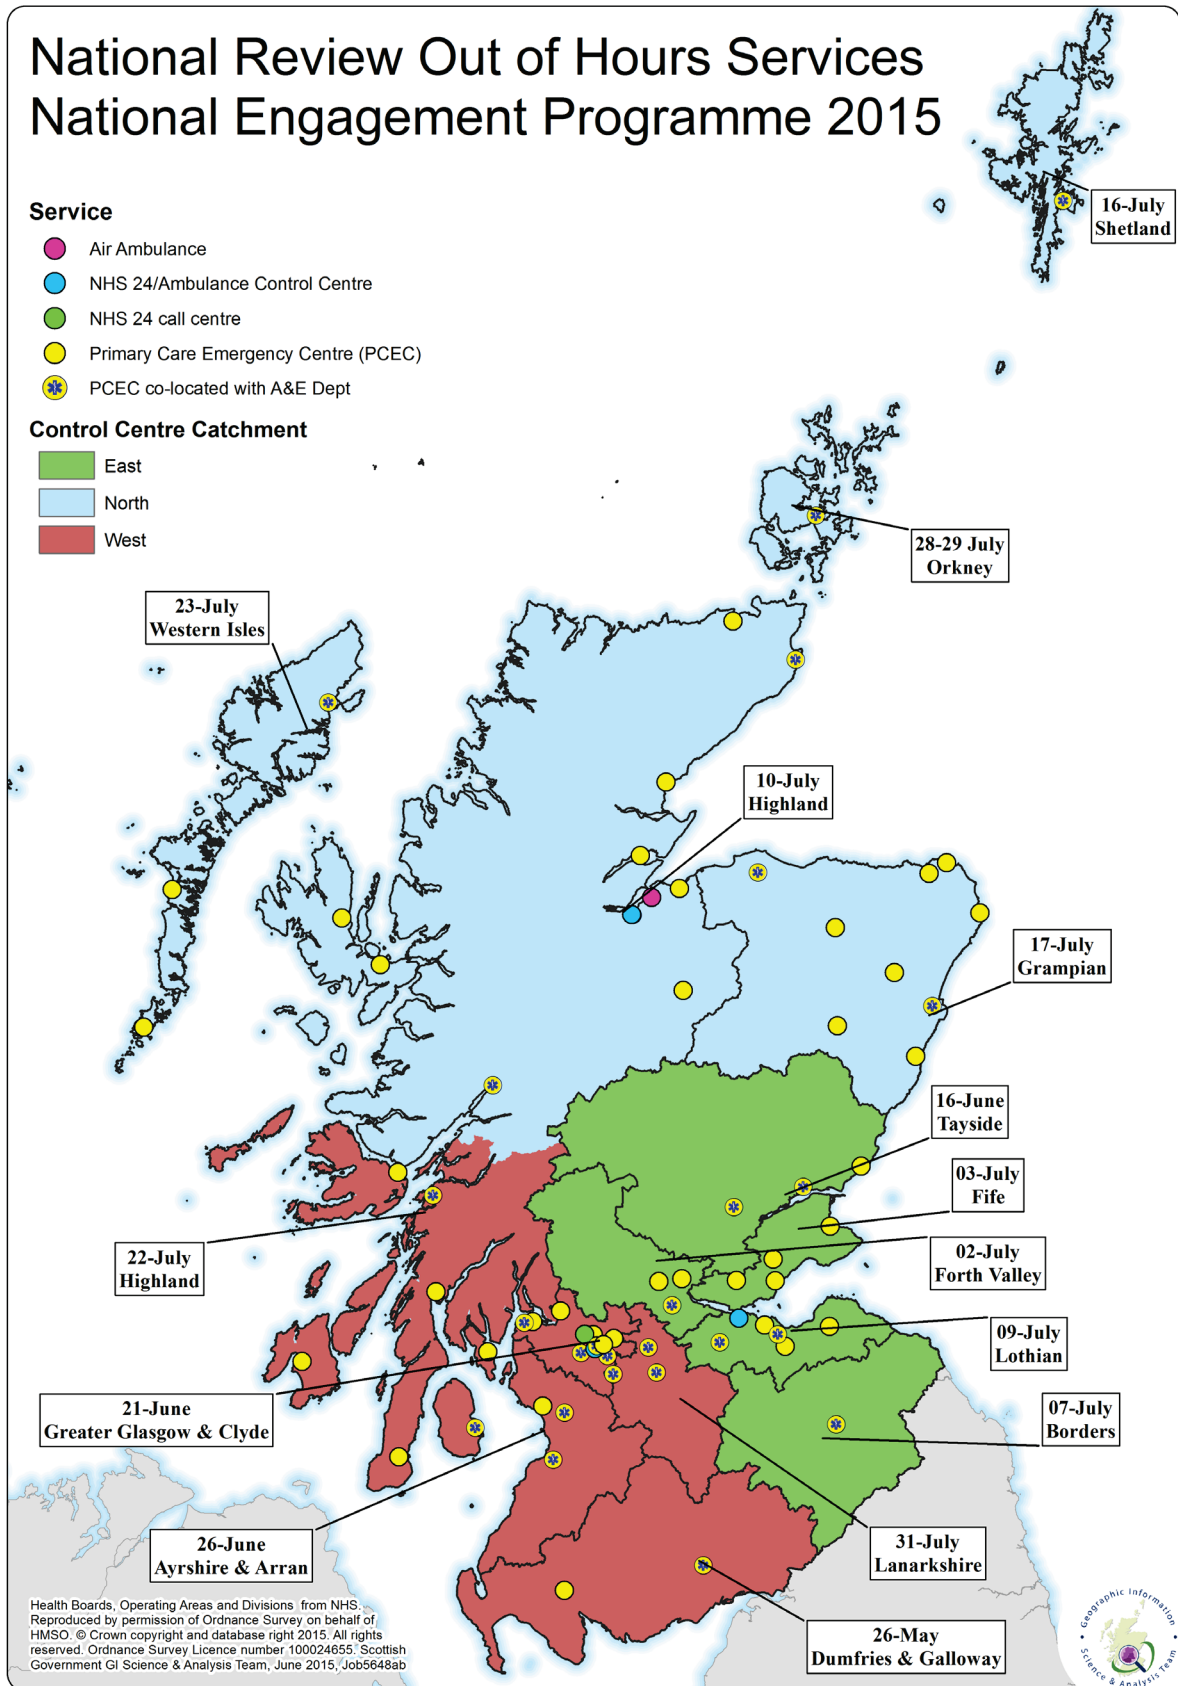 National Review Out of Hours Services
National Engagement Programme 2015
Service
Air Ambulance
NHS 24/Ambulance Control Centre
NHS 24 call centre
Primary Care Emergency Centre (PCEC)
PCEC co-located with A&E Dept
Control Centre Catchment
East
North
West
16-July
Shetland
28-29 July
Orkney
23-July
Western Isles
10-July
Highland
17-July
Grampian
16-June
Tayside
03-July
Fife
02-July
Forth Valley
22-July
Highland
09-July
Lothian
21-June
Greater Glasgow & Clyde
07-July
Borders
26-June
Ayrshire & Arran
31-July
Lanarkshire
26-May
Dumfries & Galloway
Health Boards, Operating Areas and Divisions from NHS.
Reproduced by permission of Ordnance Survey on behalf of
HMSO. © Crown copyright and database right 2015. All rights
reserved. Ordnance Survey Licence number 100024655. Scottish
Government GI Science & Analysis Team, June 2015, Job5648ab
Geographic Information
Science & Analysis Team